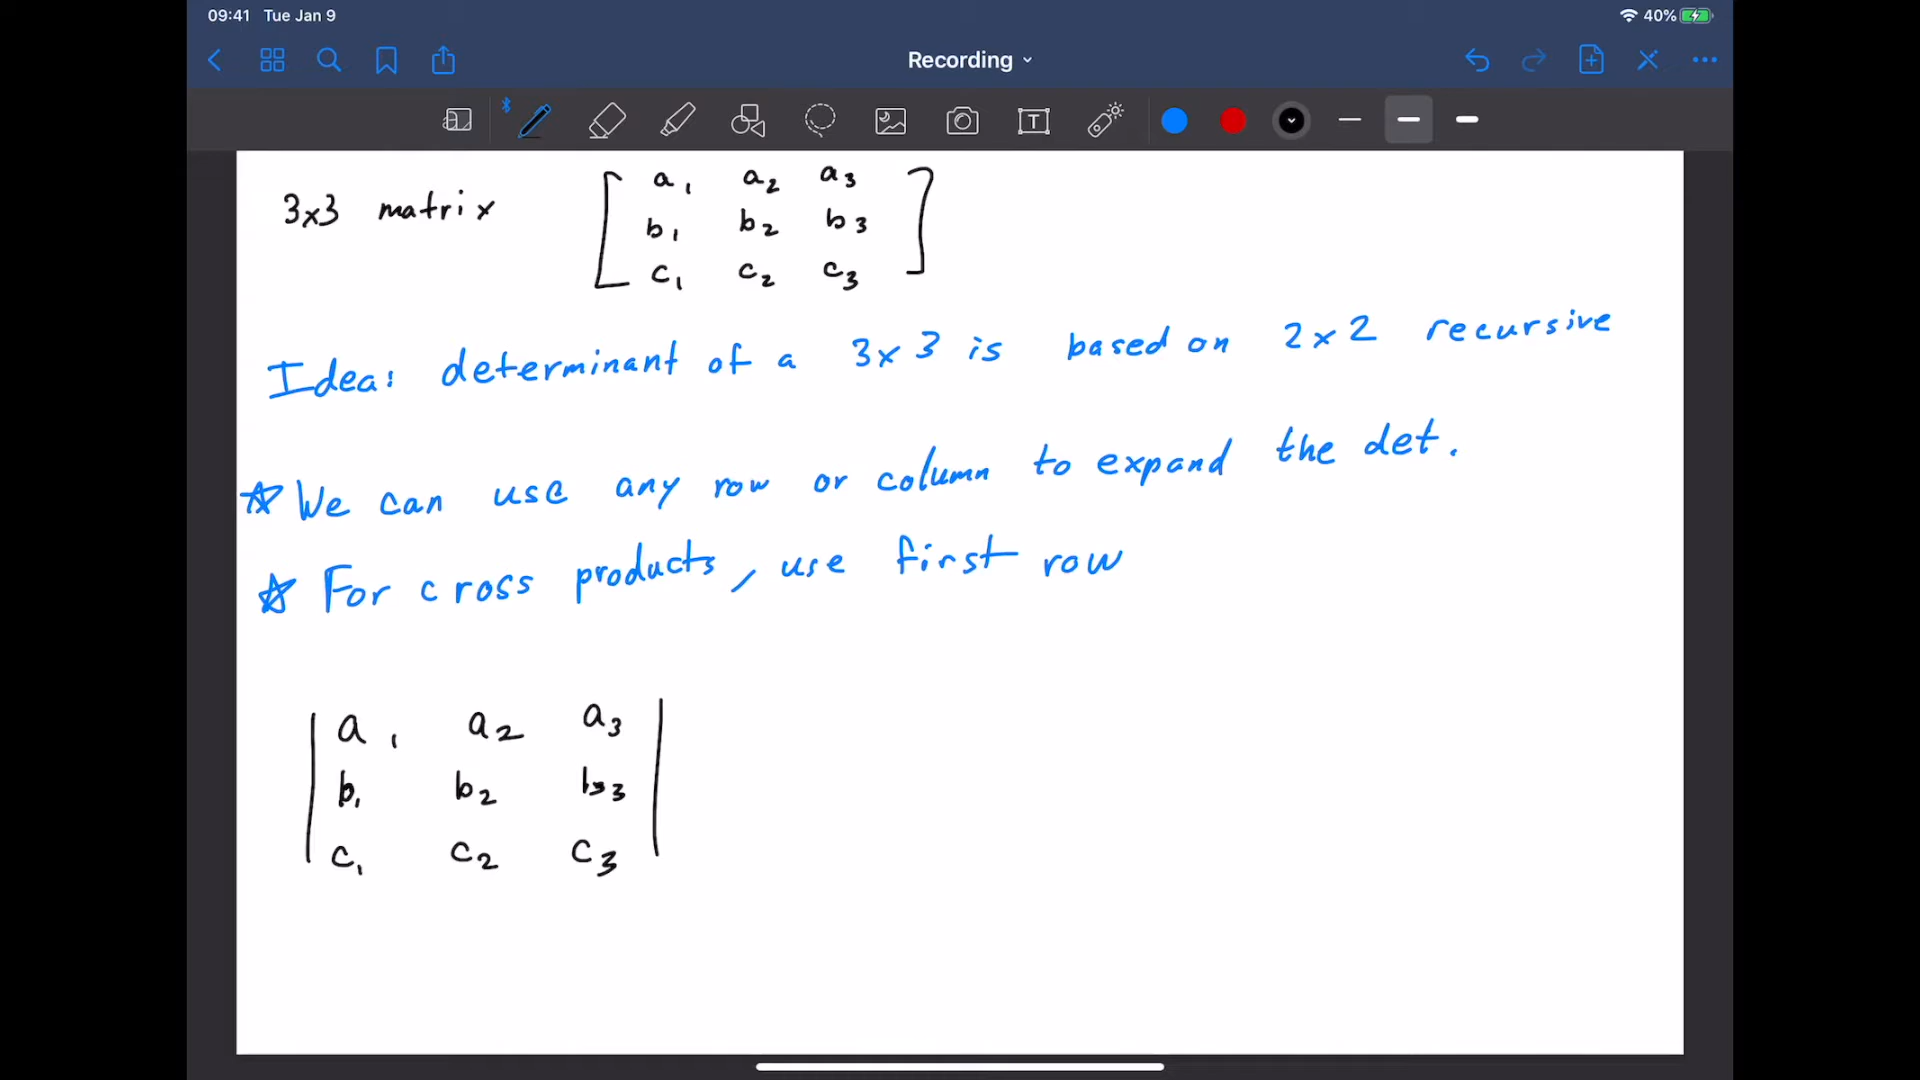 09:41 Tue Jan 9
40%
Recording
T
3x3 matrix
a₁ a₂ a₃
b₁ b₂ b₃
c₁ c₂ c₃
Idea: determinant of a 3x3 is based on 2x2 recursive
☆ We can use any row or column to expand the det.
☆ For cross products, use first row
a₁ a₂ a₃
b₁ b₂ b₃
c₁ c₂ c₃